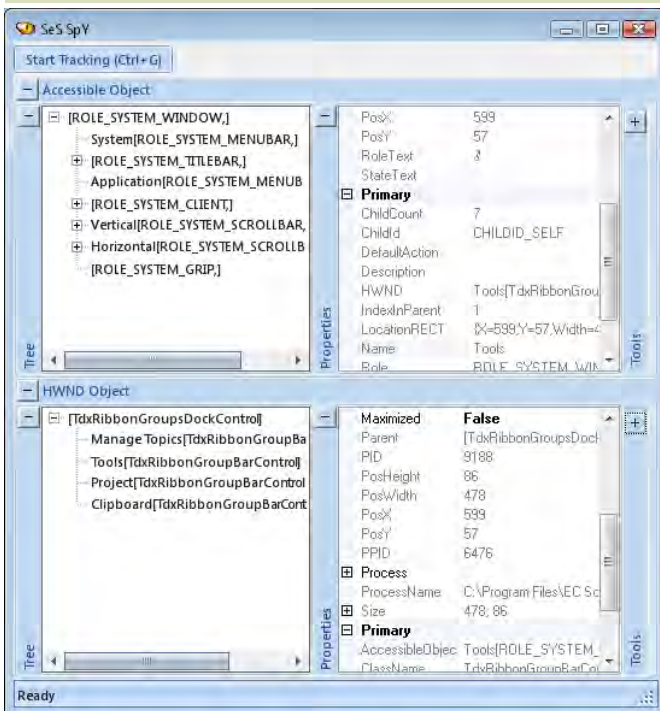 SeS SpY
Start Tracking (Ctrl+G)
Accessible Object
[ROLE_SYSTEM_WINDOW,]
System[ROLE_SYSTEM_MENUBAR,]
[ROLE_SYSTEM_TITLEBAR,]
Application[ROLE_SYSTEM_MENUB
[ROLE_SYSTEM_CLIENT,]
Vertical[ROLE_SYSTEM_SCROLLBAR,
Horizontal[ROLE_SYSTEM_SCROLLB
[ROLE_SYSTEM_GRIP,]
Tree
PosX 599
PosY 57
RoleText
StateText
Primary
ChildCount 7
ChildId CHILDID_SELF
DefaultAction
Description
HWND Tools[TdxRibbonGrou
IndexInParent 1
LocationRECT {X=599,Y=57,Width=4
Name Tools
Role ROLE_SYSTEM_WIN
Properties
Tools
HWND Object
[TdxRibbonGroupsDockControl]
Manage Topics[TdxRibbonGroupBa
Tools[TdxRibbonGroupBarControl]
Project[TdxRibbonGroupBarControl
Clipboard[TdxRibbonGroupBarCont
Tree
Maximized False
Parent [TdxRibbonGroupsDocl
PID 9188
PosHeight 86
PosWidth 478
PosX 599
PosY 57
PPID 6476
Process
ProcessName C:\Program Files\EC Sc
Size 478; 86
Primary
AccessibleObjec Tools[ROLE_SYSTEM_
ClassName TdxRibbonGroupBarCo
Properties
Tools
Ready